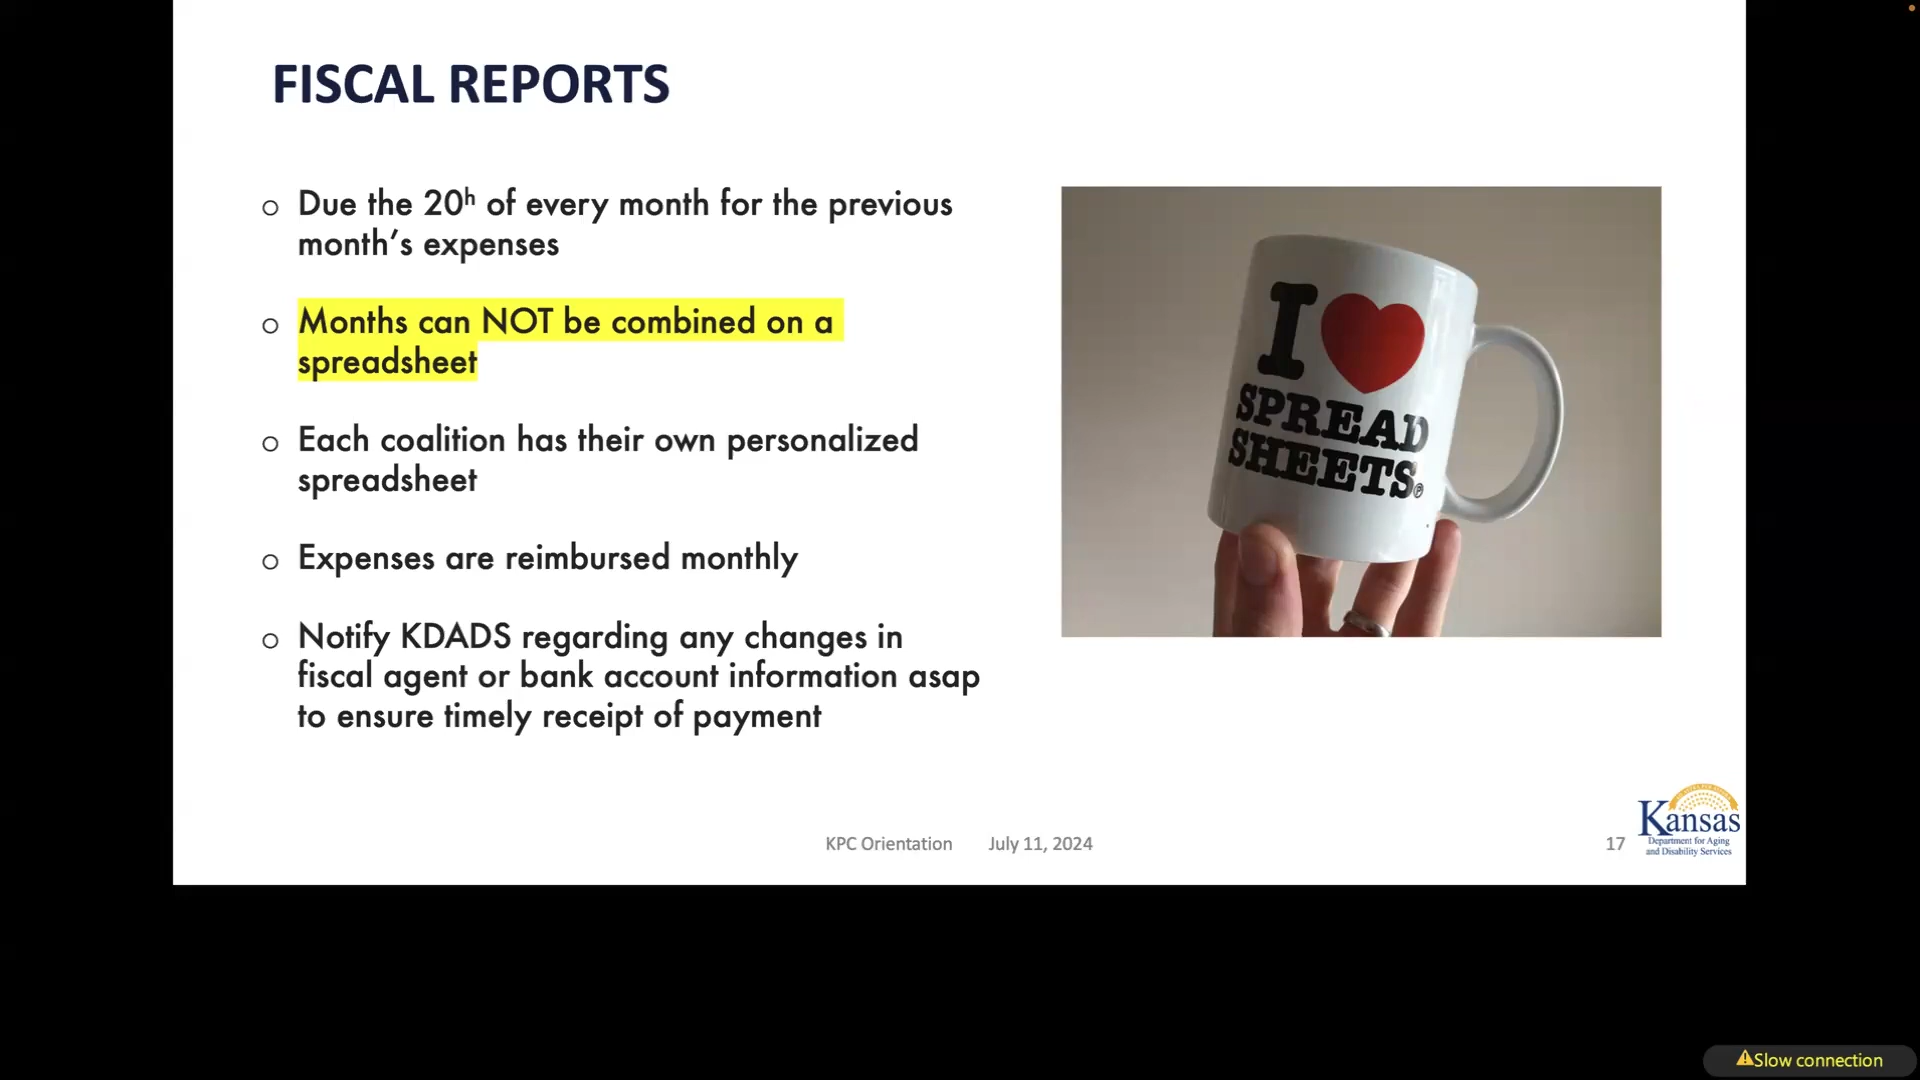 FISCAL REPORTS
○ Due the 20ʰ of every month for the previous
month’s expenses
○ Months can NOT be combined on a
spreadsheet
○ Each coalition has their own personalized
spreadsheet
○ Expenses are reimbursed monthly
○ Notify KDADS regarding any changes in
fiscal agent or bank account information asap
to ensure timely receipt of payment
I
SPREAD
SHEETS
KPC Orientation July 11, 2024
17
Kansas
Department for Aging
and Disability Services
Slow connection